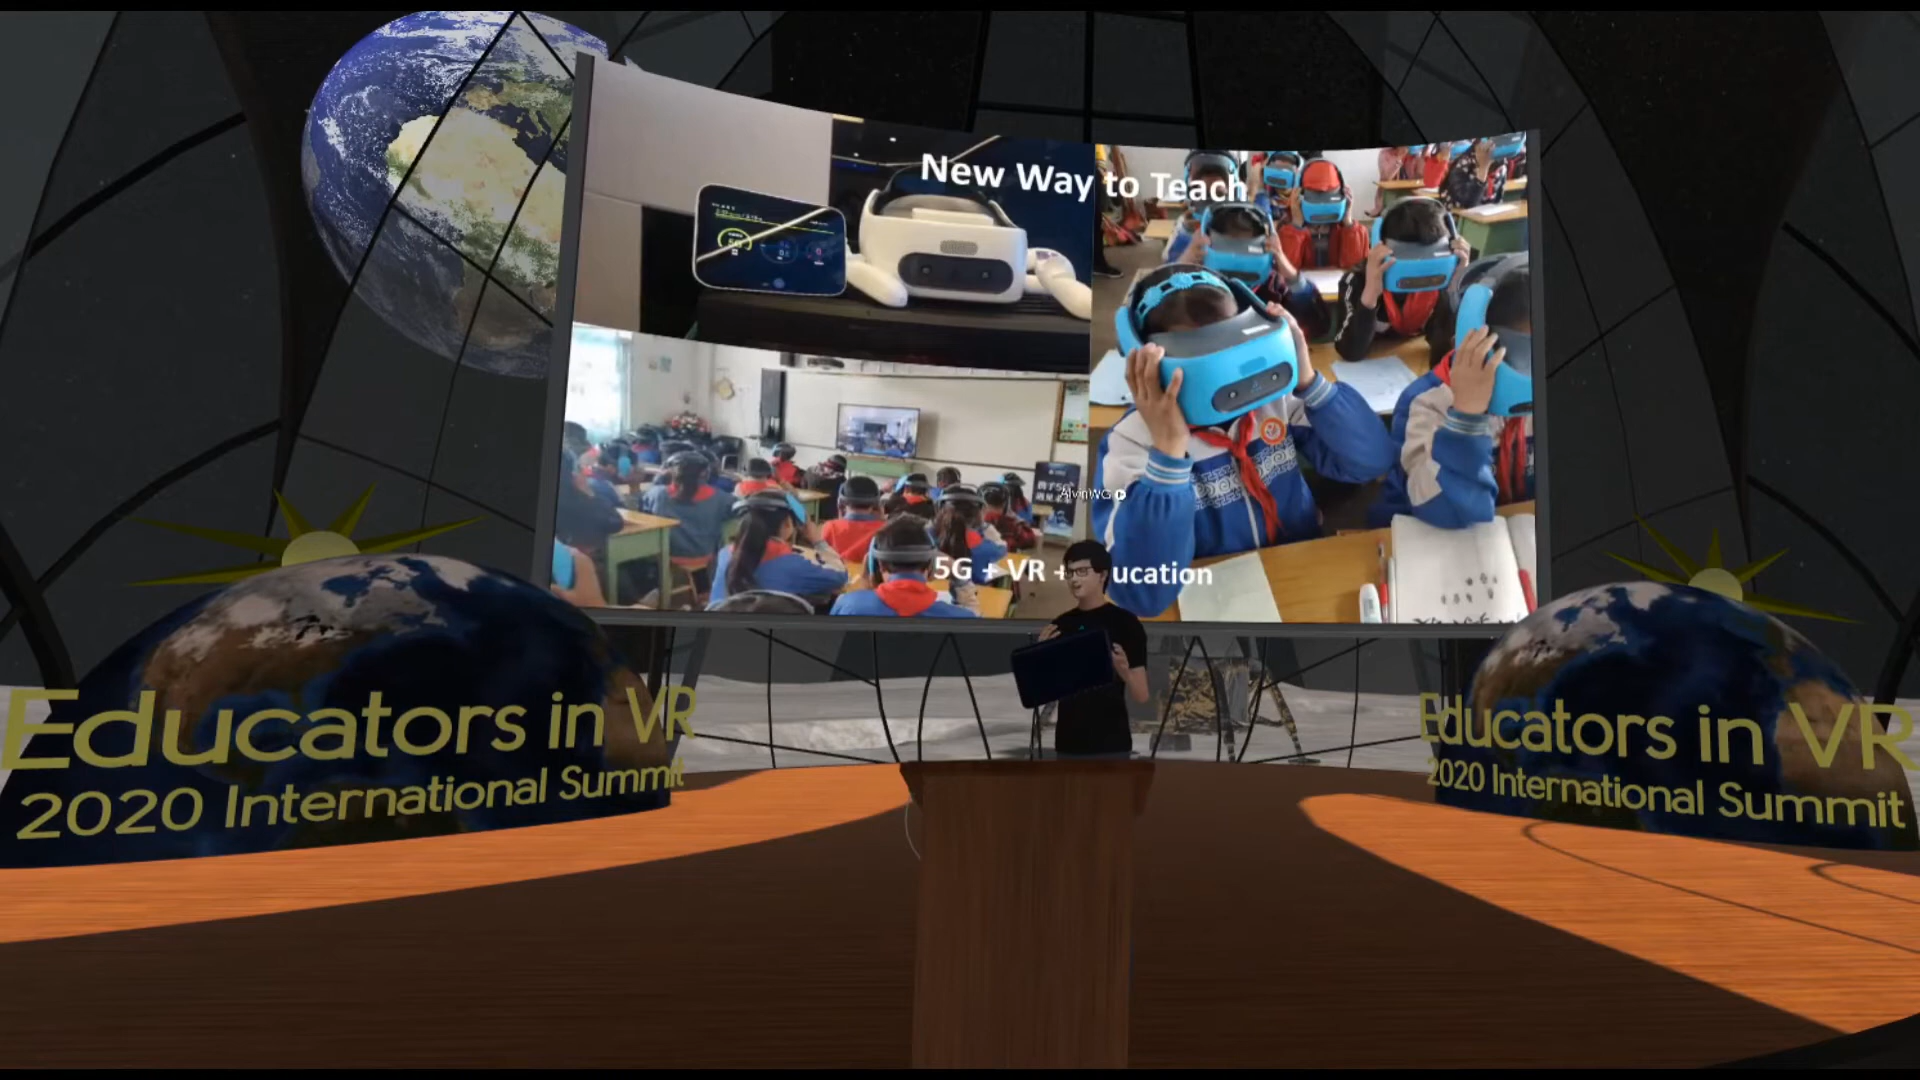 New Way to Teach
AlvinWG
5G + VR + ucation
Educators in VR
2020 International Summit
Educators in VR
2020 International Summit